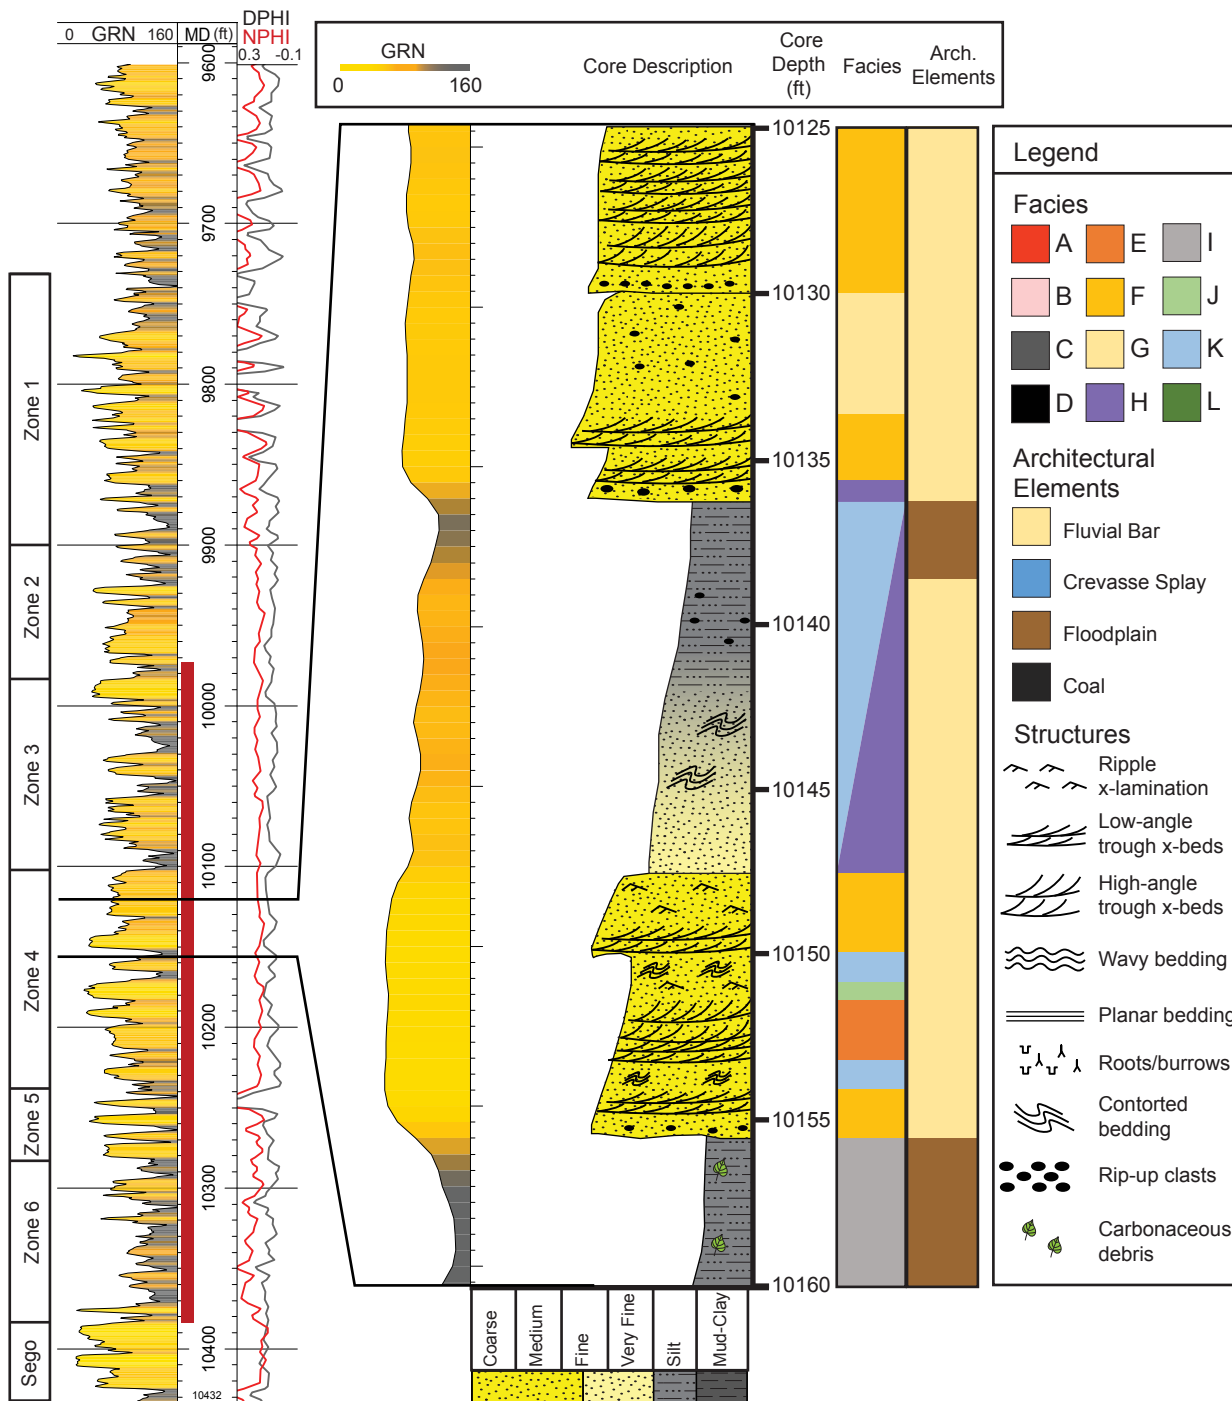 DPHI
NPHI
0 GRN 160
MD (ft)
0.3 -0.1
9600
9700
9800
9900
10000
10100
10200
10300
10400
10432
Zone 1
Zone 2
Zone 3
Zone 4
Zone 5
Zone 6
Sego
GRN
0 160
Core Description
Core
Depth
(ft)
Facies
Arch.
Elements
10125
10130
10135
10140
10145
10150
10155
10160
Coarse
Medium
Fine
Very Fine
Silt
Mud-Clay
Legend
Facies
A E I
B F J
C G K
D H L
Architectural
Elements
Fluvial Bar
Crevasse Splay
Floodplain
Coal
Structures
Ripple
x-lamination
Low-angle
trough x-beds
High-angle
trough x-beds
Wavy bedding
Planar bedding
Roots/burrows
Contorted
bedding
Rip-up clasts
Carbonaceous
debris